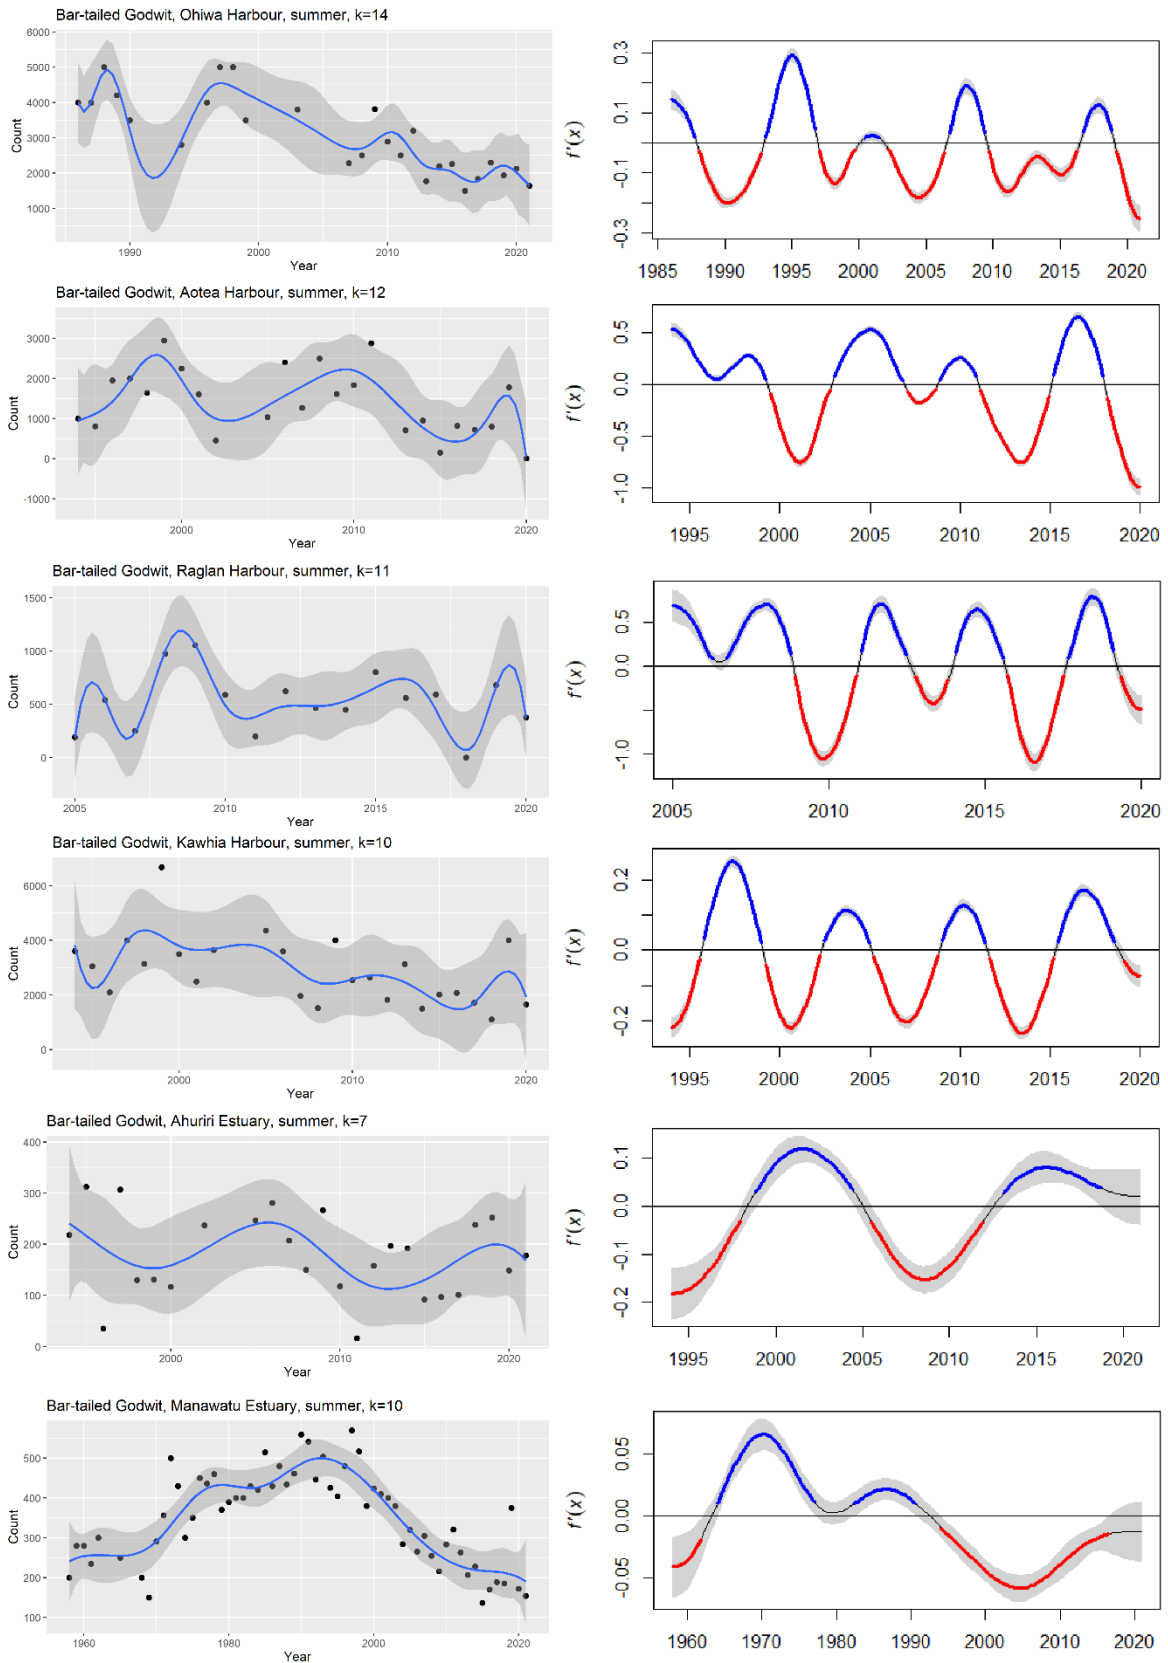 Bar-tailed Godwit, Ohiwa Harbour, summer, k=14
6000
5000
4000
3000
2000
1000
Count
1990 2000 2010 2020
Year
0.3
0.1
-0.1
-0.3
f'(x)
1985 1990 1995 2000 2005 2010 2015 2020
Bar-tailed Godwit, Aotea Harbour, summer, k=12
3000
2000
1000
0
-1000
Count
2000 2010 2020
Year
0.5
0.0
-0.5
-1.0
f'(x)
1995 2000 2005 2010 2015 2020
Bar-tailed Godwit, Raglan Harbour, summer, k=11
1500
1000
500
0
Count
2005 2010 2015 2020
Year
0.5
0.0
-1.0
f'(x)
2005 2010 2015 2020
Bar-tailed Godwit, Kawhia Harbour, summer, k=10
6000
4000
2000
0
Count
2000 2010 2020
Year
0.2
0.0
-0.2
f'(x)
1995 2000 2005 2010 2015 2020
Bar-tailed Godwit, Ahuriri Estuary, summer, k=7
400
300
200
100
0
Count
2000 2010 2020
Year
0.1
0.0
-0.1
-0.2
f'(x)
1995 2000 2005 2010 2015 2020
Bar-tailed Godwit, Manawatu Estuary, summer, k=10
500
400
300
200
100
Count
1960 1980 2000 2020
Year
0.05
0.00
-0.05
f'(x)
1960 1970 1980 1990 2000 2010 2020